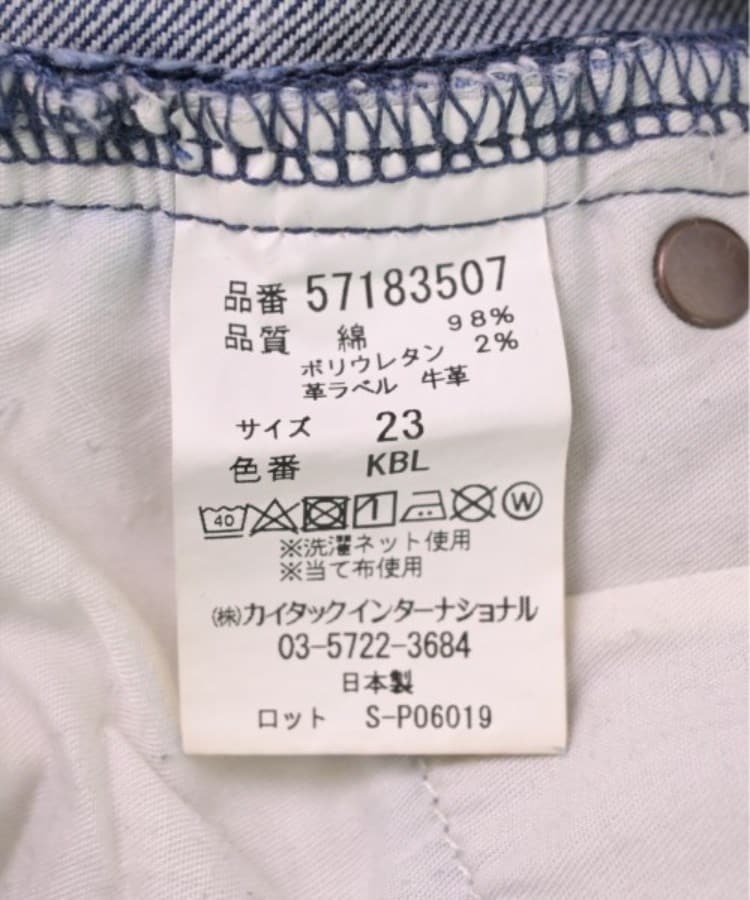 品番 57183507
品質 綿 98%
ポリウレタン 2%
革ラベル 牛革
サイズ 23
色番 KBL
40 W
※洗濯ネット使用
※当て布使用
㈱カイタックインターナショナル
03-5722-3684
日本製
ロット S-P06019